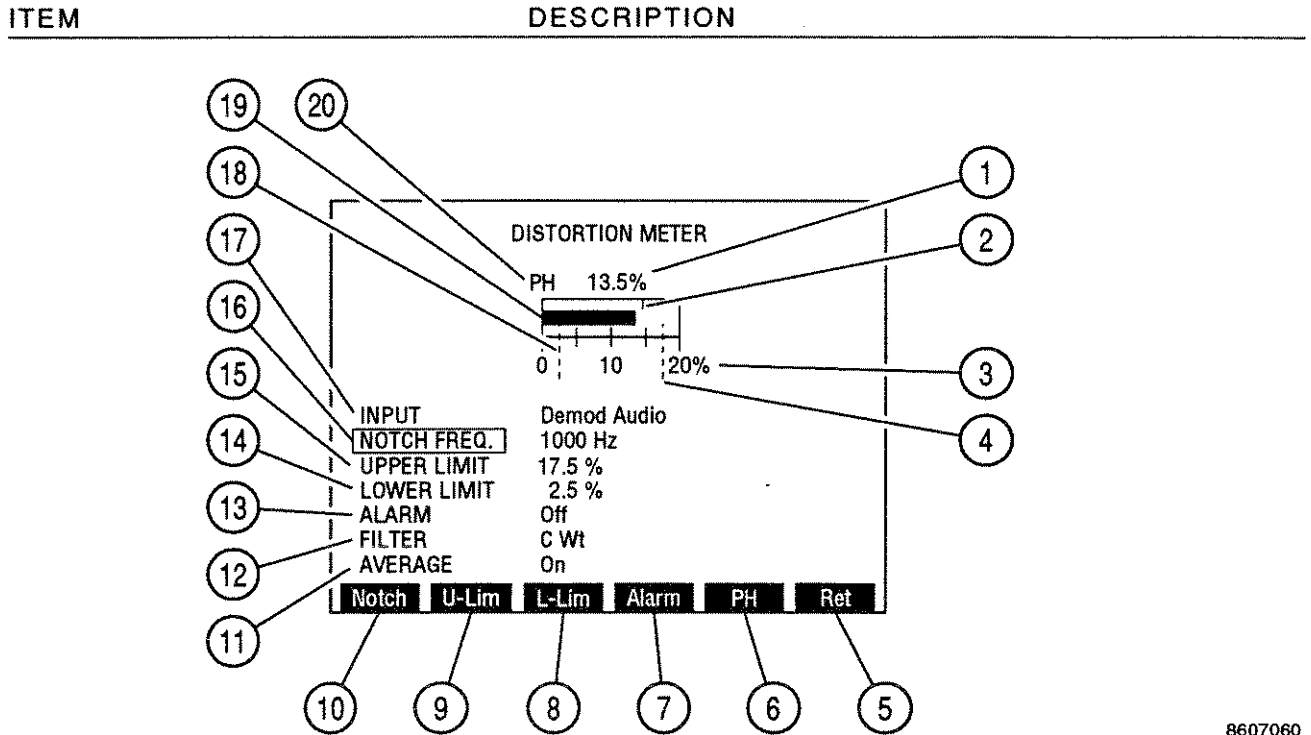 ITEM DESCRIPTION
19 20
18 1
17 DISTORTION METER 2
PH 13.5%
16
15 0 10 20% 3
INPUT Demod Audio
14 NOTCH FREQ. 1000 Hz 4
UPPER LIMIT 17.5 %
LOWER LIMIT 2.5 %
13 ALARM Off
FILTER C Wt
12 AVERAGE On
Notch U-Lim L-Lim Alarm PH Ret
11
10 9 8 7 6 5
8607060